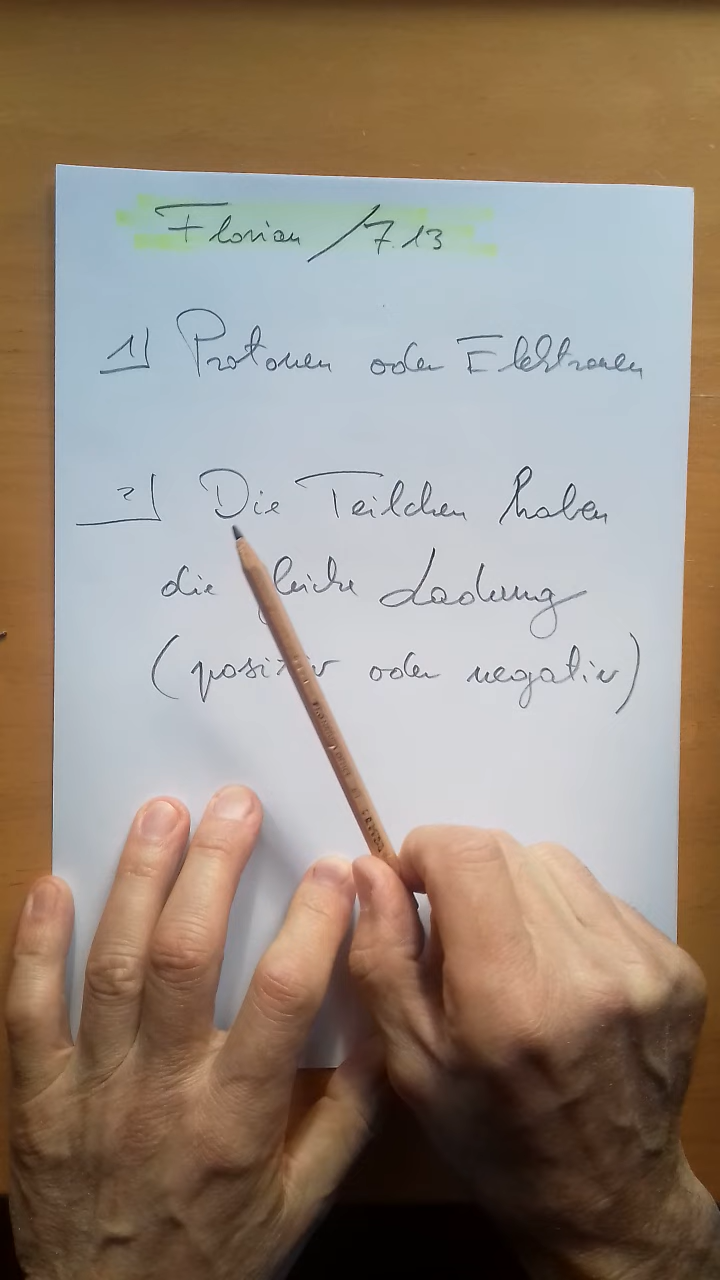 Florian / 7.13
1) Protonen oder Elektronen
2) Die Teilchen haben
die gleiche Ladung
(positiv oder negativ)